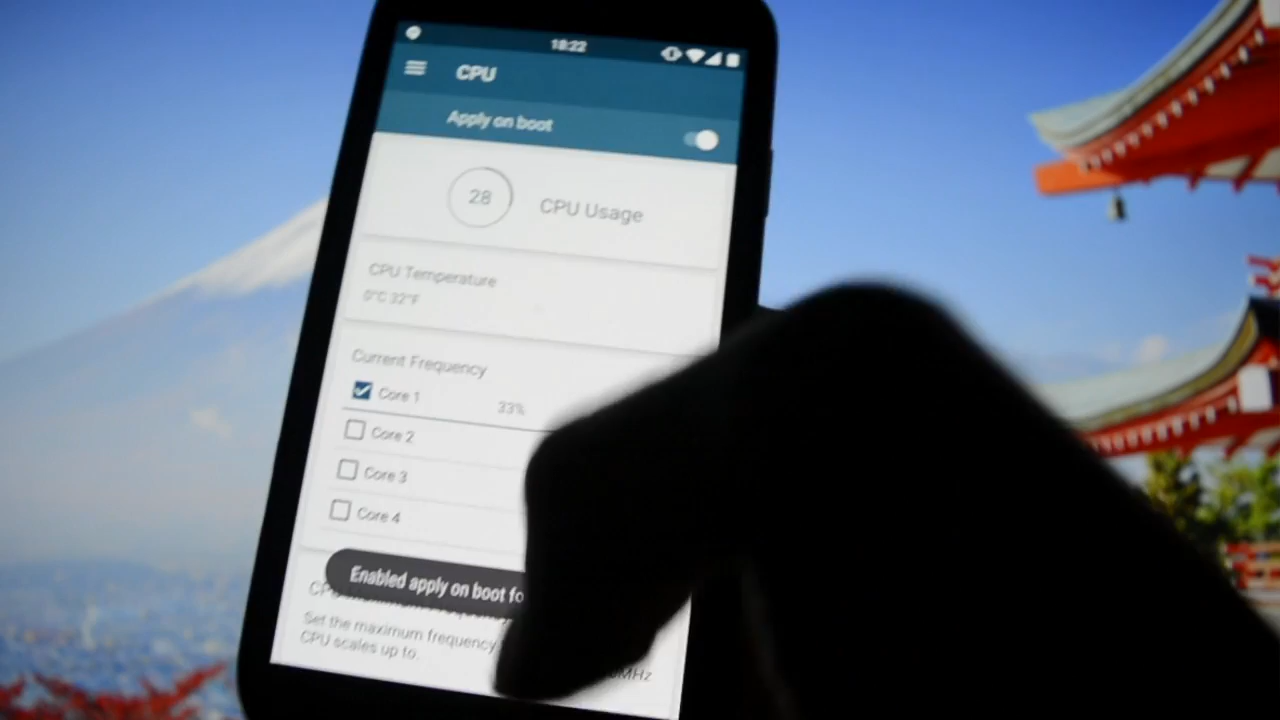 18:22
CPU
Apply on boot
28
CPU Usage
CPU Temperature
0°C 32°F
Current Frequency
Core 1
33%
Core 2
Core 3
Core 4
Enabled apply on boot fo
Set the maximum frequency
CPU scales up to.
MHz